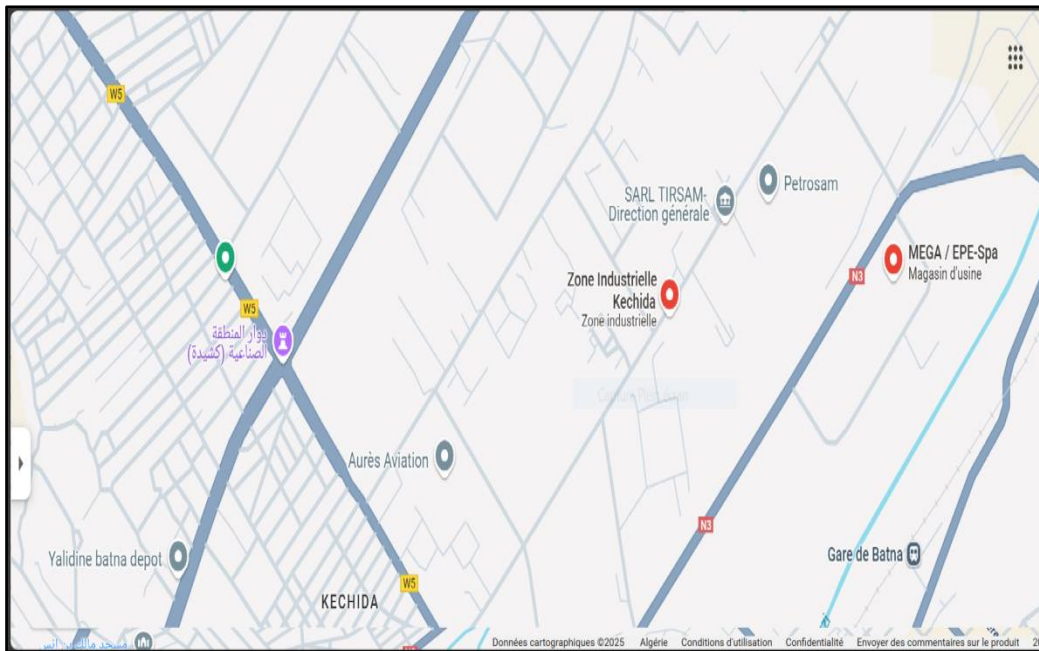 W5
SARL TIRSAM-
Direction générale
Petrosam
MEGA / EPE-Spa
Magasin d'usine
N3
Zone Industrielle
Kechida
Zone industrielle
W5
دوار المنطقة
الصناعية (كشيدة)
Aurès Aviation
N3
Yalidine batna depot
Gare de Batna
W5
KECHIDA
Données cartographiques ©2025 Algérie Conditions d'utilisation Confidentialité Envoyer des commentaires sur le produit